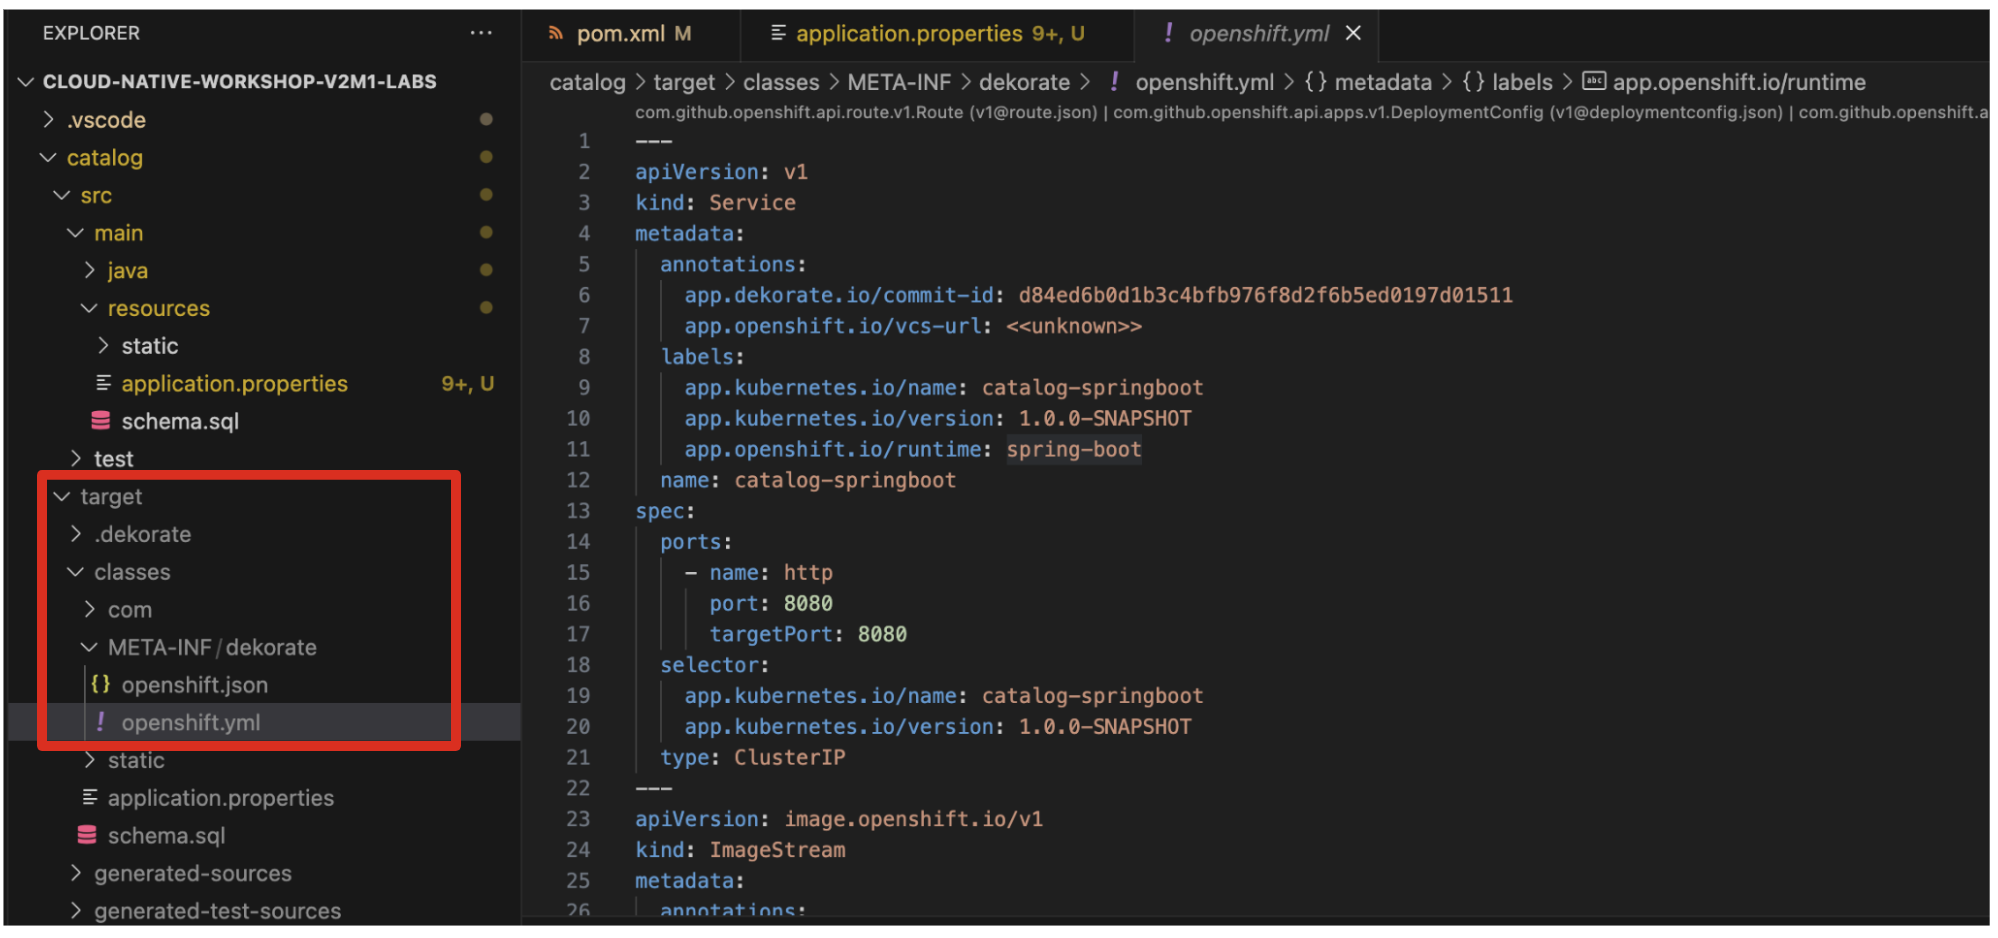 EXPLORER
CLOUD-NATIVE-WORKSHOP-V2M1-LABS
.vscode
catalog
src
main
java
resources
static
application.properties 9+, U
schema.sql
test
target
.dekorate
classes
com
META-INF/dekorate
openshift.json
openshift.yml
static
application.properties
schema.sql
generated-sources
generated-test-sources
pom.xml M
application.properties 9+, U
openshift.yml
catalog > target > classes > META-INF > dekorate > ! openshift.yml > {} metadata > {} labels > abc app.openshift.io/runtime
com.github.openshift.api.route.v1.Route (v1@route.json) | com.github.openshift.api.apps.v1.DeploymentConfig (v1@deploymentconfig.json) | com.github.openshift.a
1 ---
2 apiVersion: v1
3 kind: Service
4 metadata:
5 annotations:
6 app.dekorate.io/commit-id: d84ed6b0d1b3c4bfb976f8d2f6b5ed0197d01511
7 app.openshift.io/vcs-url: <<unknown>>
8 labels:
9 app.kubernetes.io/name: catalog-springboot
10 app.kubernetes.io/version: 1.0.0-SNAPSHOT
11 app.openshift.io/runtime: spring-boot
12 name: catalog-springboot
13 spec:
14 ports:
15 - name: http
16 port: 8080
17 targetPort: 8080
18 selector:
19 app.kubernetes.io/name: catalog-springboot
20 app.kubernetes.io/version: 1.0.0-SNAPSHOT
21 type: ClusterIP
22 ---
23 apiVersion: image.openshift.io/v1
24 kind: ImageStream
25 metadata:
26 annotations: